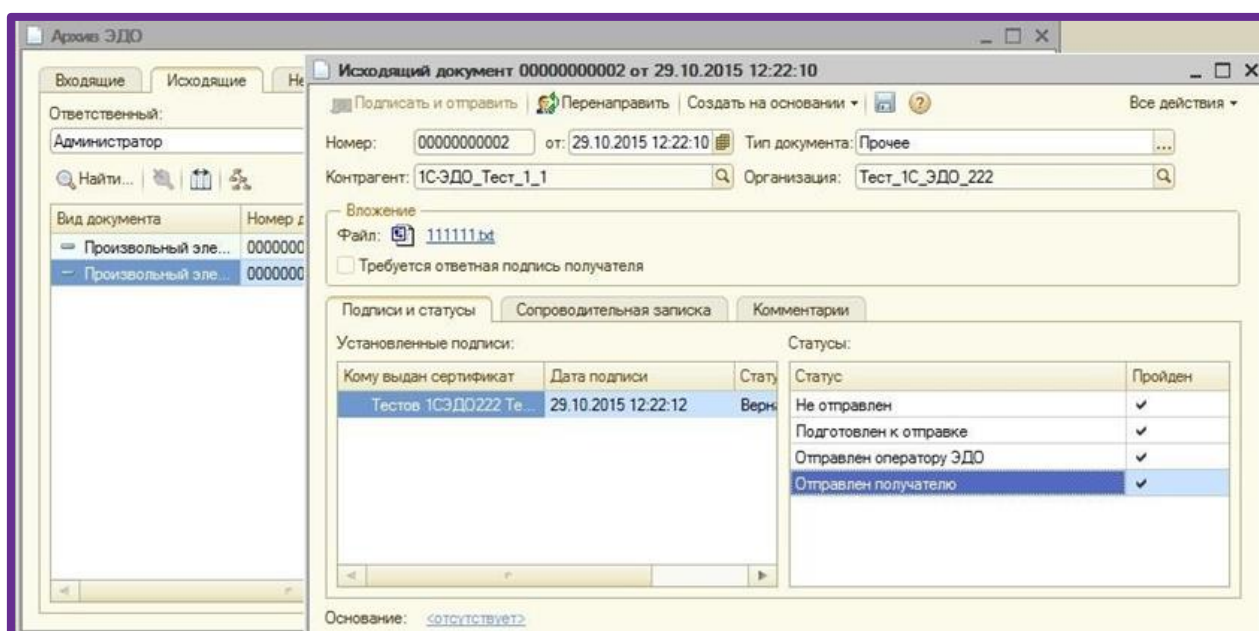 Архив ЭДО
Входящие Исходящие Не
Ответственный:
Администратор
Найти...
Вид документа Номер д
Произвольный эле... 0000000
Произвольный эле... 0000000
Исходящий документ 00000000002 от 29.10.2015 12:22:10
Подписать и отправить Перенаправить Создать на основании Все действия
Номер: 00000000002 от: 29.10.2015 12:22:10 Тип документа: Прочее ...
Контрагент: 1С-ЭДО_Тест_1_1 Организация: Тест_1С_ЭДО_222
Вложение
Файл: 111111.txt
Требуется ответная подпись получателя
Подписи и статусы Сопроводительная записка Комментарии
Установленные подписи: Статусы:
Кому выдан сертификат Дата подписи Стату Статус Пройден
Тестов 1СЭДО222 Те... 29.10.2015 12:22:12 Верна Не отправлен
Подготовлен к отправке
Отправлен оператору ЭДО
Отправлен получателю
Основание: <отсутствует>